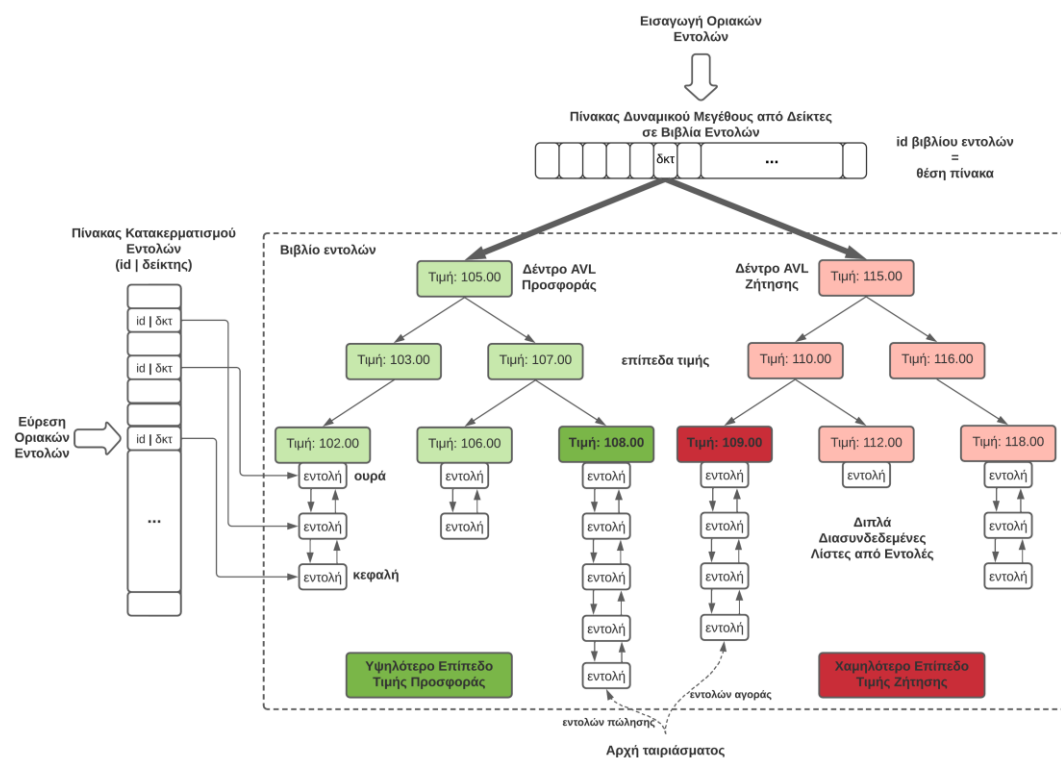 Εισαγωγή Οριακών
Εντολών
Πίνακας Δυναμικού Μεγέθους από Δείκτες
σε Βιβλία Εντολών
δκτ
...
id βιβλίου εντολών
=
θέση πίνακα
Πίνακας Κατακερματισμού
Εντολών
(id | δείκτης)
id | δκτ
id | δκτ
id | δκτ
...
Εύρεση
Οριακών
Εντολών
Βιβλίο εντολών
Τιμή: 105.00
Δέντρο AVL
Προσφοράς
Δέντρο AVL
Ζήτησης
Τιμή: 115.00
Τιμή: 103.00
Τιμή: 107.00
επίπεδα τιμής
Τιμή: 110.00
Τιμή: 116.00
Τιμή: 102.00
Τιμή: 106.00
Τιμή: 108.00
Τιμή: 109.00
Τιμή: 112.00
Τιμή: 118.00
εντολή
ουρά
εντολή
εντολή
εντολή
εντολή
εντολή
εντολή
εντολή
εντολή
εντολή
Διπλά
Διασυνδεδεμένες
Λίστες από Εντολές
εντολή
εντολή
κεφαλή
εντολή
εντολή
εντολή
εντολή
εντολή
Υψηλότερο Επίπεδο
Τιμής Προσφοράς
εντολή
Χαμηλότερο Επίπεδο
Τιμής Ζήτησης
εντολών αγοράς
εντολών πώλησης
Αρχή ταιριάσματος